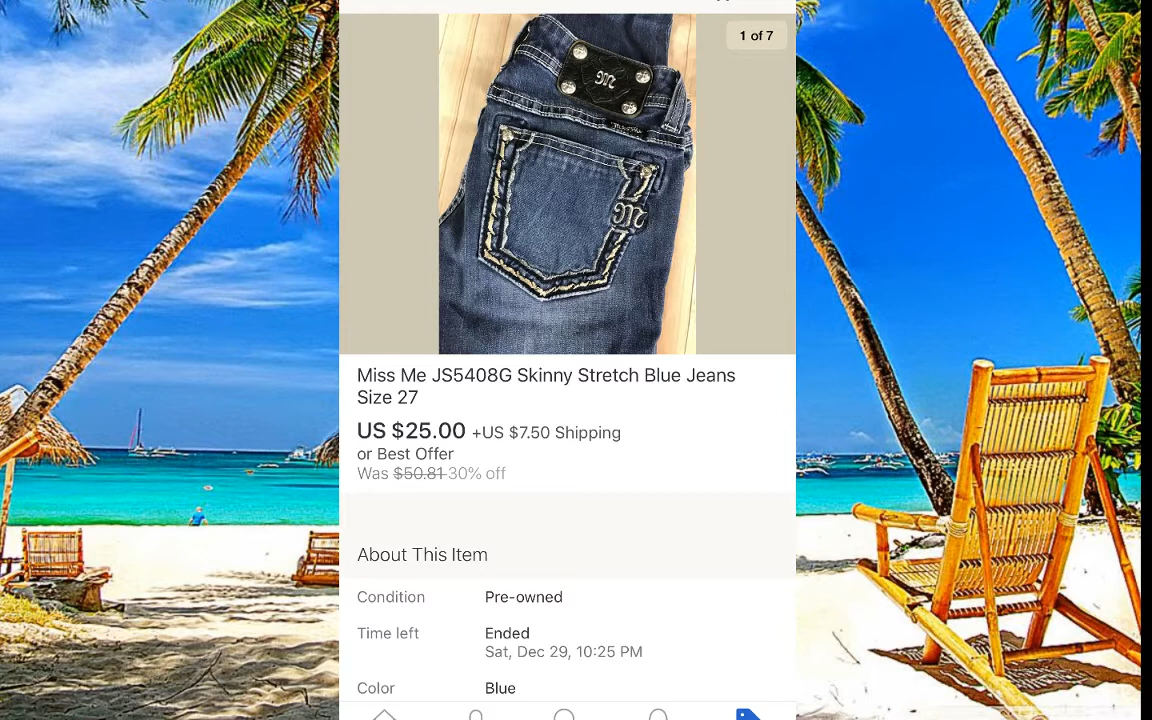 1 of 7
Miss Me JS5408G Skinny Stretch Blue Jeans
Size 27
US $25.00 +US $7.50 Shipping
or Best Offer
Was $50.81 30% off
About This Item
Condition Pre-owned
Time left Ended
Sat, Dec 29, 10:25 PM
Color Blue